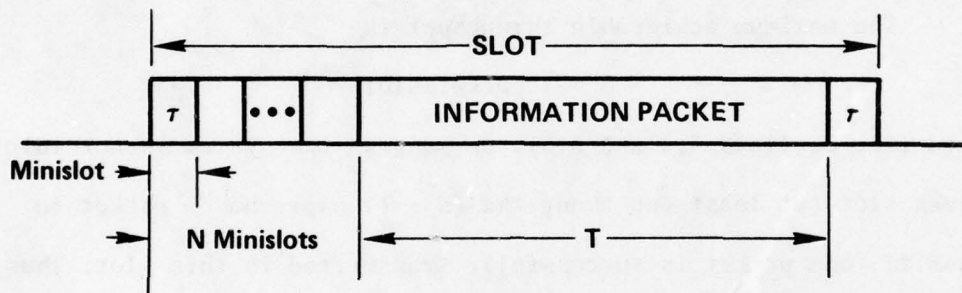 SLOT
τ ••• INFORMATION PACKET τ
Minislot
N Minislots T